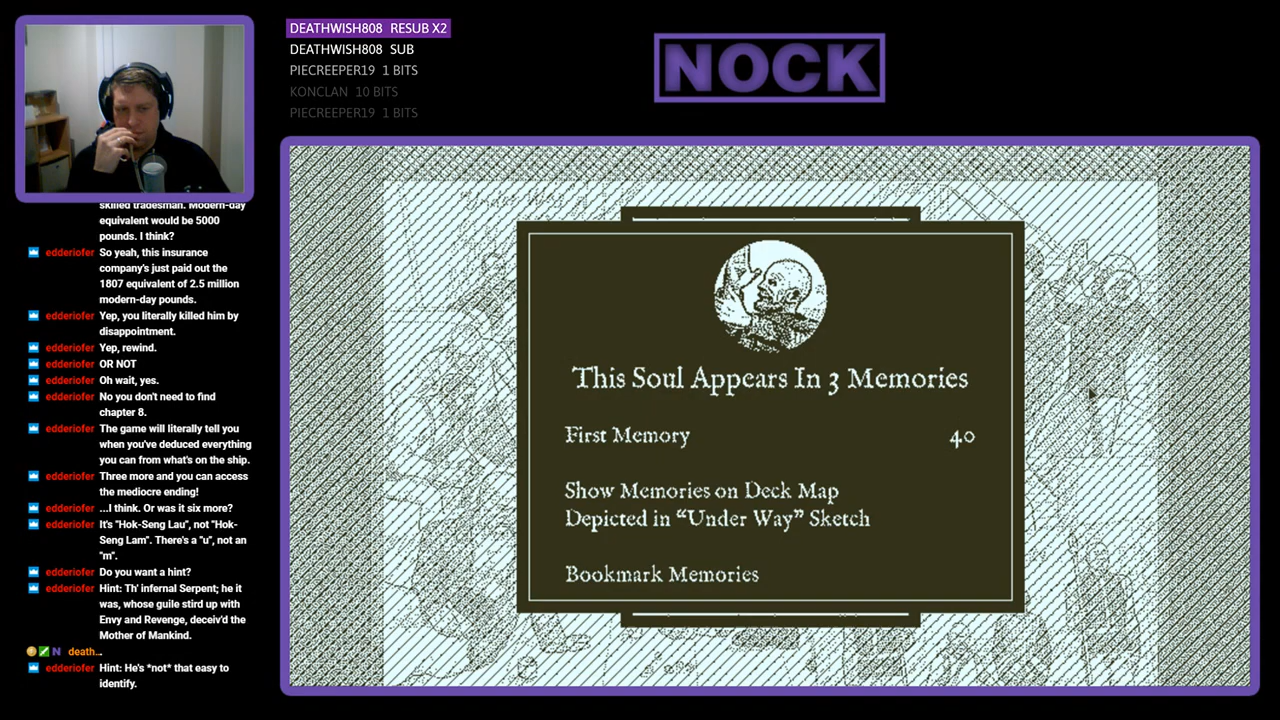 DEATHWISH808 RESUB X2
DEATHWISH808 SUB
PIECREEPER19 1 BITS
KONCLAN 10 BITS
PIECREEPER19 1 BITS
NOCK
skilled tradesman. Modern-day
equivalent would be 5000
pounds. I think?
edderiofer So yeah, this insurance
company's just paid out the
1807 equivalent of 2.5 million
modern-day pounds.
edderiofer Yep, you literally killed him by
disappointment.
edderiofer Yep, rewind.
edderiofer OR NOT
edderiofer Oh wait, yes.
edderiofer No you don't need to find
chapter 8.
edderiofer The game will literally tell you
when you've deduced everything
you can from what's on the ship.
edderiofer Three more and you can access
the mediocre ending!
edderiofer ...I think. Or was it six more?
edderiofer It's "Hok-Seng Lau", not "Hok-
Seng Lam". There's a "u", not an
"m".
edderiofer Do you want a hint?
edderiofer Hint: Th' infernal Serpent; he it
was, whose guile stird up with
Envy and Revenge, deceiv'd the
Mother of Mankind.
N death... .
edderiofer Hint: He's *not* that easy to
identify.
Under Way
This Soul Appears In 3 Memories
First Memory 40
Show Memories on Deck Map
Depicted in “Under Way” Sketch
Bookmark Memories